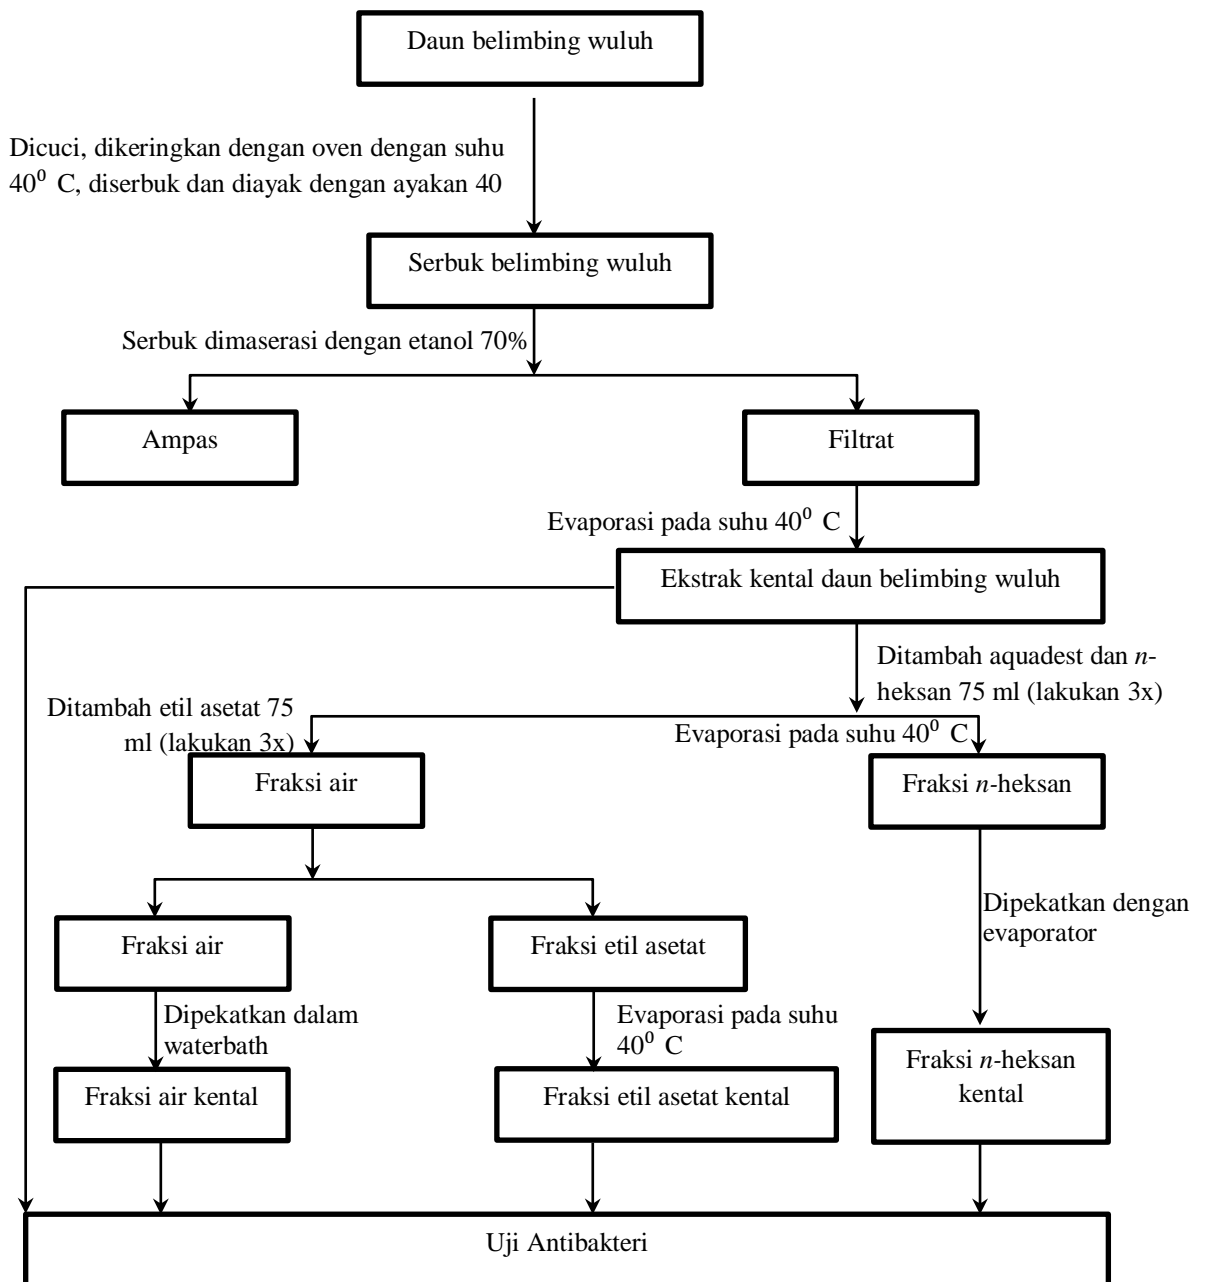 Daun belimbing wuluh
Dicuci, dikeringkan dengan oven dengan suhu
40⁰ C, diserbuk dan diayak dengan ayakan 40
Serbuk belimbing wuluh
Serbuk dimaserasi dengan etanol 70%
Ampas
Filtrat
Evaporasi pada suhu 40⁰ C
Ekstrak kental daun belimbing wuluh
Ditambah aquadest dan n-
heksan 75 ml (lakukan 3x)
Ditambah etil asetat 75
ml (lakukan 3x)
Evaporasi pada suhu 40⁰ C
Fraksi air
Fraksi n-heksan
Dipekatkan dengan
evaporator
Fraksi air
Fraksi etil asetat
Dipekatkan dalam
waterbath
Evaporasi pada suhu
40⁰ C
Fraksi air kental
Fraksi etil asetat kental
Fraksi n-heksan
kental
Uji Antibakteri